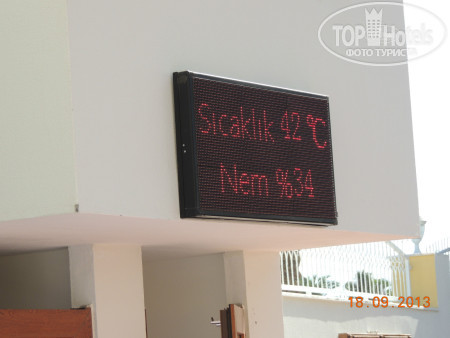 TOPHotels
ФОТО ТУРИСТА
Sıcaklık 42 °C
Nem %34
18.09.2013